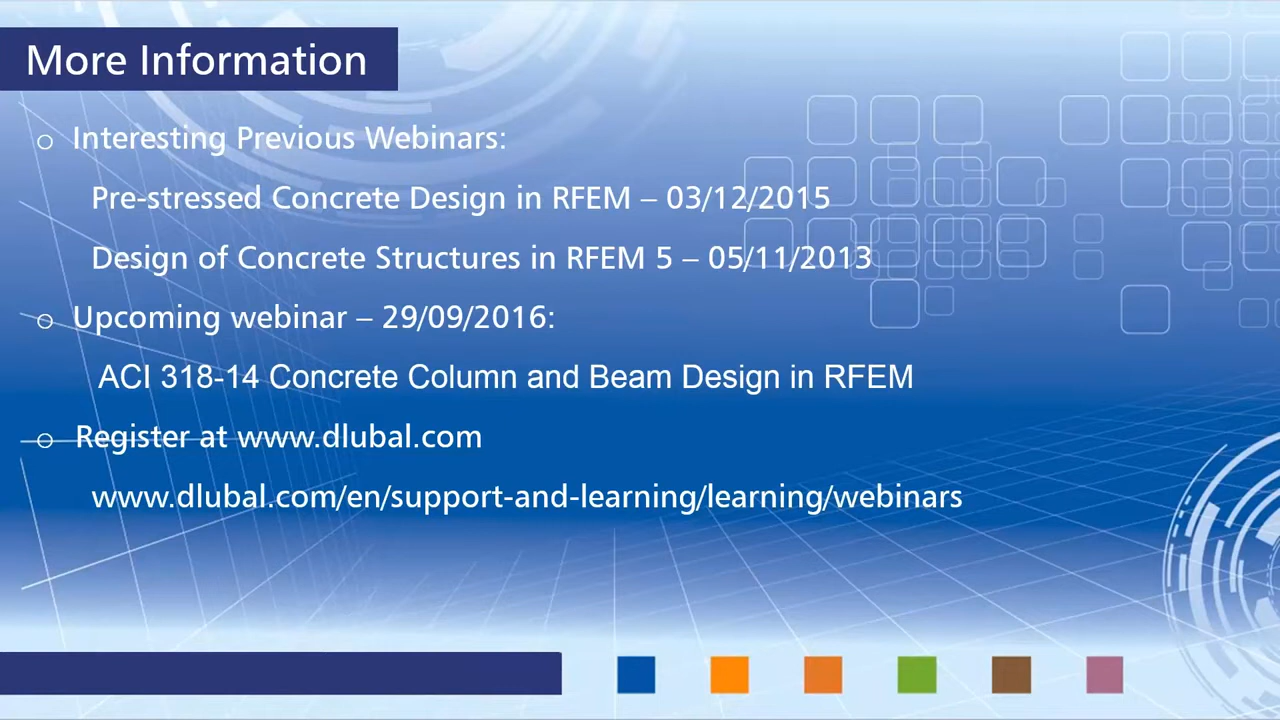 More Information
Interesting Previous Webinars:
Pre-stressed Concrete Design in RFEM – 03/12/2015
Design of Concrete Structures in RFEM 5 – 05/11/2013
Upcoming webinar – 29/09/2016:
ACI 318-14 Concrete Column and Beam Design in RFEM
Register at www.dlubal.com
www.dlubal.com/en/support-and-learning/learning/webinars